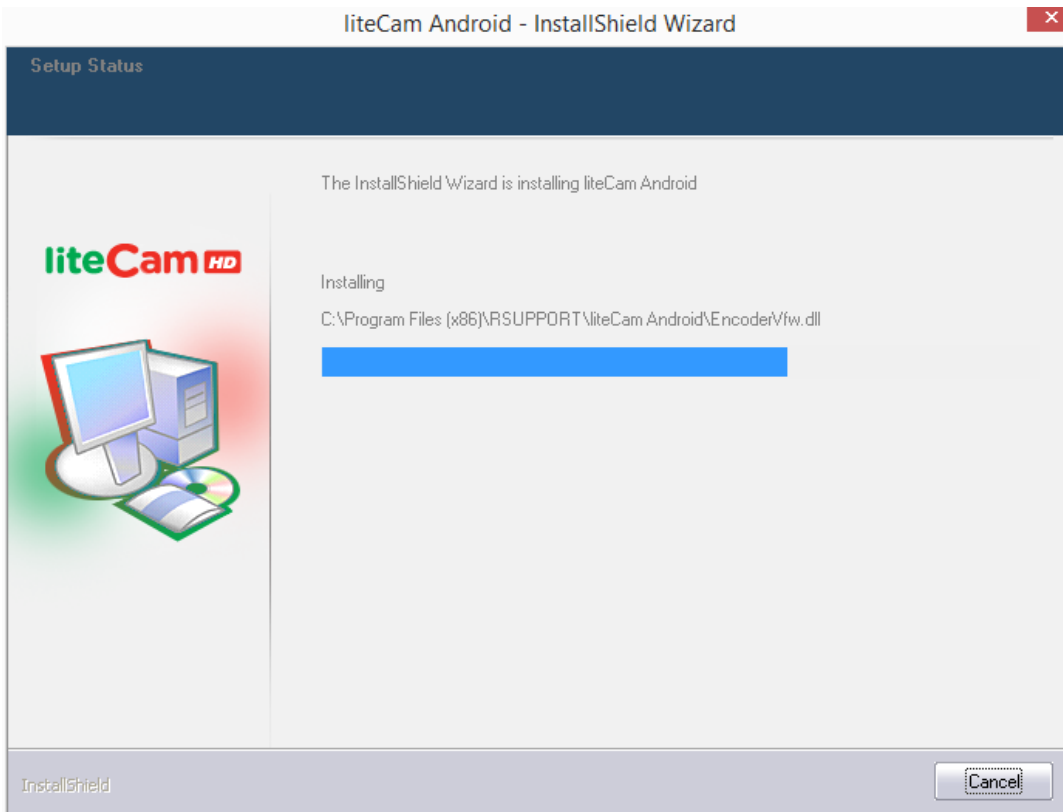 liteCam Android - InstallShield Wizard
Setup Status
The InstallShield Wizard is installing liteCam Android
liteCam HD
Installing
C:\Program Files (x86)\RSUPPORT\liteCam Android\EncoderVfw.dll
InstallShield
Cancel